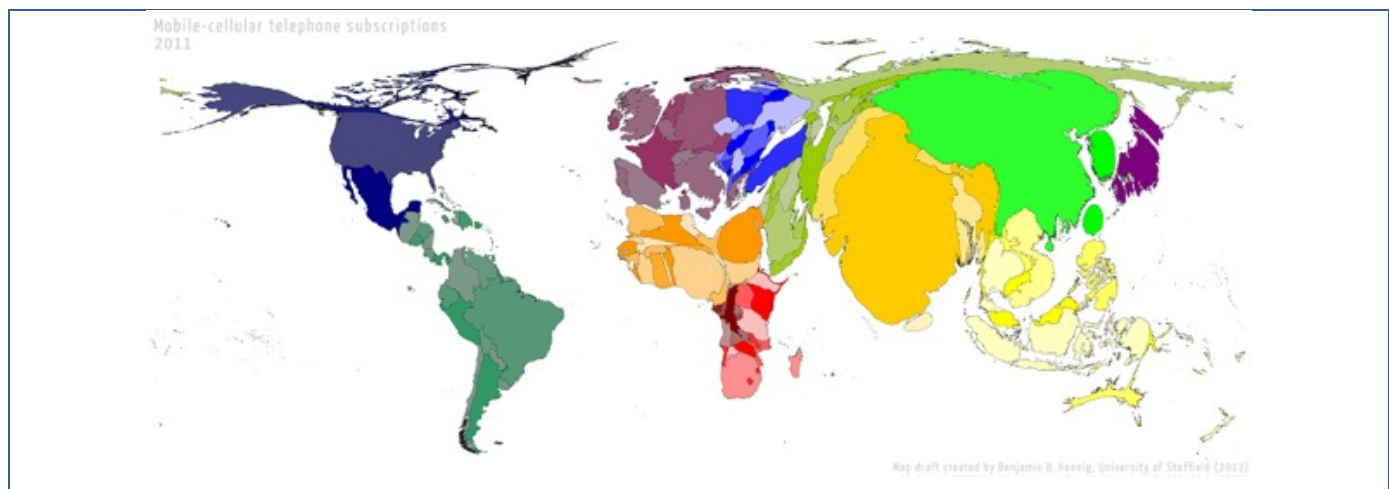 Mobile-cellular telephone subscriptions
2011
Map draft created by Benjamin D. Hennig, University of Sheffield (2012)